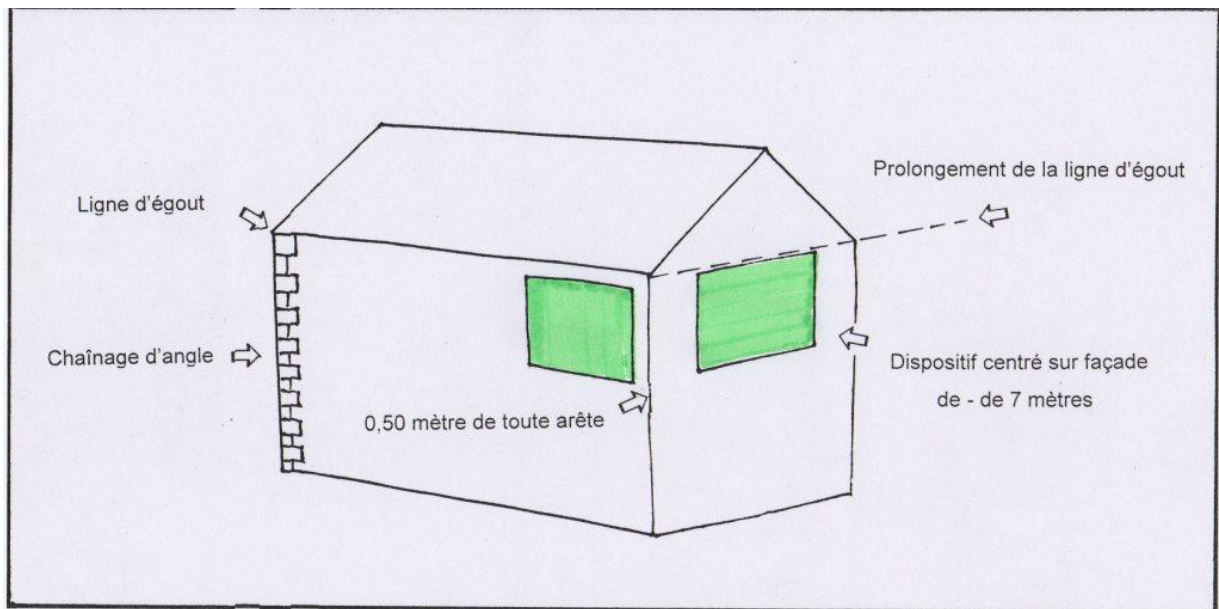 Prolongement de la ligne d'égout
Ligne d'égout
Chaînage d'angle
Dispositif centré sur façade
de - de 7 mètres
0,50 mètre de toute arête